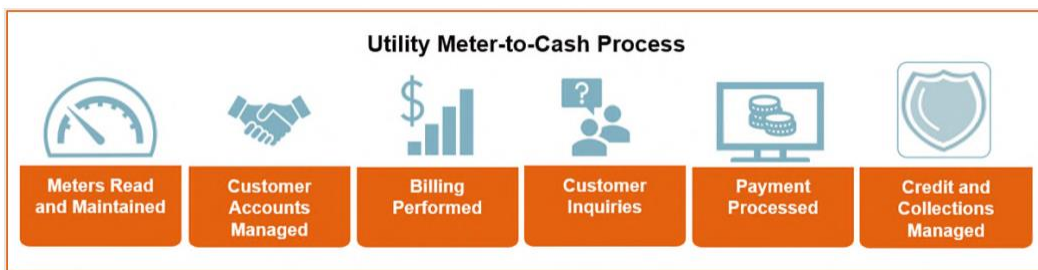 Utility Meter-to-Cash Process
$
?
Meters Read
and Maintained
Customer
Accounts
Managed
Billing
Performed
Customer
Inquiries
Payment
Processed
Credit and
Collections
Managed